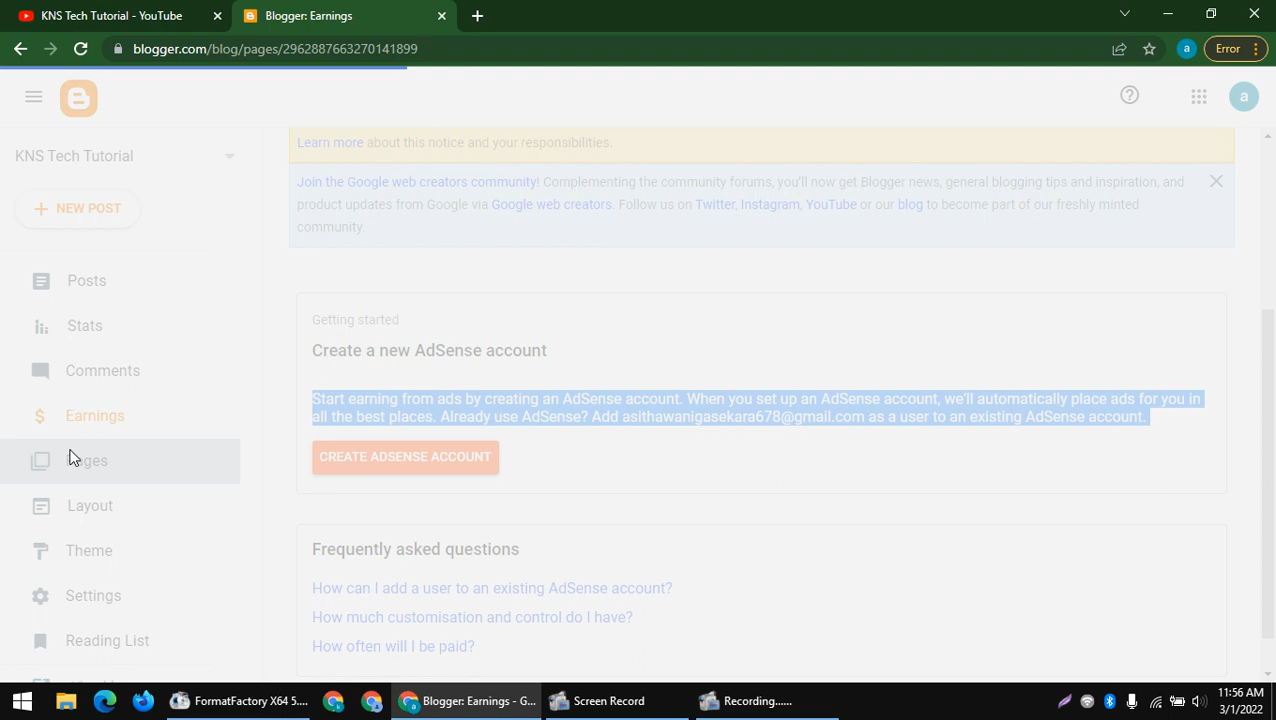 KNS Tech Tutorial - YouTube
Blogger: Earnings
blogger.com/blog/pages/2962887663270141899
a
Error
a
KNS Tech Tutorial
NEW POST
Posts
Stats
Comments
Earnings
Pages
Layout
Theme
Settings
Reading List
Learn more about this notice and your responsibilities.
Join the Google web creators community! Complementing the community forums, you'll now get Blogger news, general blogging tips and inspiration, and
product updates from Google via Google web creators. Follow us on Twitter, Instagram, YouTube or our blog to become part of our freshly minted
community.
Getting started
Create a new AdSense account
Start earning from ads by creating an AdSense account. When you set up an AdSense account, we'll automatically place ads for you in
all the best places. Already use AdSense? Add asithawanigasekara678@gmail.com as a user to an existing AdSense account.
CREATE ADSENSE ACCOUNT
Frequently asked questions
How can I add a user to an existing AdSense account?
How much customisation and control do I have?
How often will I be paid?
FormatFactory X64 5....
Blogger: Earnings - G...
Screen Record
Recording......
11:56 AM
3/1/2022